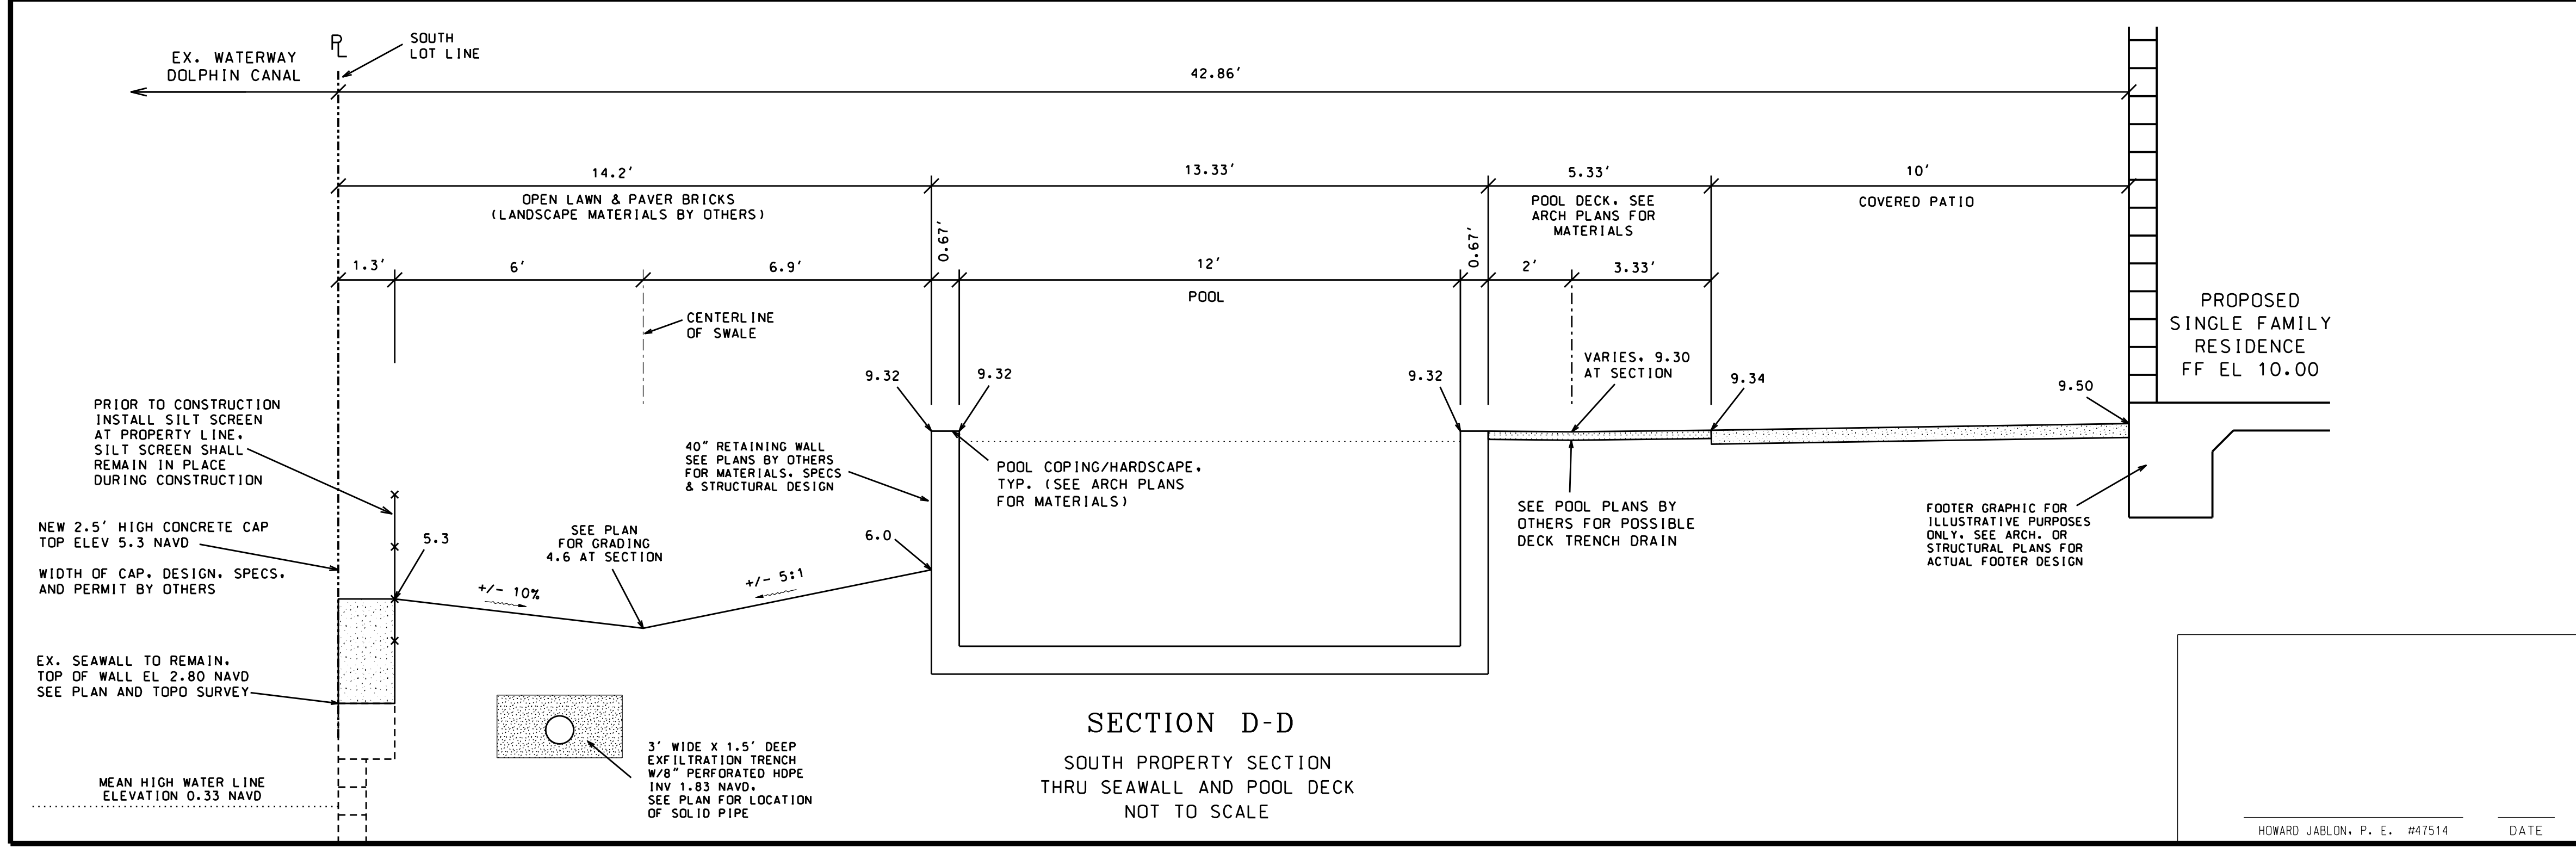 EX. WATERWAY
DOLPHIN CANAL
PL
SOUTH
LOT LINE
42.86'
14.2'
OPEN LAWN & PAVER BRICKS
(LANDSCAPE MATERIALS BY OTHERS)
13.33'
5.33'
POOL DECK, SEE
ARCH PLANS FOR
MATERIALS
10'
COVERED PATIO
1.3'
6'
6.9'
0.67'
12'
POOL
0.67'
2'
3.33'
CENTERLINE
OF SWALE
PROPOSED
SINGLE FAMILY
RESIDENCE
FF EL 10.00
9.32
9.32
9.32
VARIES, 9.30
AT SECTION
9.34
9.50
PRIOR TO CONSTRUCTION
INSTALL SILT SCREEN
AT PROPERTY LINE.
SILT SCREEN SHALL
REMAIN IN PLACE
DURING CONSTRUCTION
40" RETAINING WALL
SEE PLANS BY OTHERS
FOR MATERIALS, SPECS
& STRUCTURAL DESIGN
POOL COPING/HARDSCAPE,
TYP. (SEE ARCH PLANS
FOR MATERIALS)
SEE POOL PLANS BY
OTHERS FOR POSSIBLE
DECK TRENCH DRAIN
FOOTER GRAPHIC FOR
ILLUSTRATIVE PURPOSES
ONLY, SEE ARCH. OR
STRUCTURAL PLANS FOR
ACTUAL FOOTER DESIGN
NEW 2.5' HIGH CONCRETE CAP
TOP ELEV 5.3 NAVD
WIDTH OF CAP, DESIGN, SPECS,
AND PERMIT BY OTHERS
5.3
SEE PLAN
FOR GRADING
4.6 AT SECTION
6.0
+/- 10%
+/- 5:1
EX. SEAWALL TO REMAIN,
TOP OF WALL EL 2.80 NAVD
SEE PLAN AND TOPO SURVEY
3' WIDE X 1.5' DEEP
EXFILTRATION TRENCH
W/8" PERFORATED HDPE
INV 1.83 NAVD,
SEE PLAN FOR LOCATION
OF SOLID PIPE
MEAN HIGH WATER LINE
ELEVATION 0.33 NAVD
SECTION D-D
SOUTH PROPERTY SECTION
THRU SEAWALL AND POOL DECK
NOT TO SCALE
HOWARD JABLON, P. E. #47514
DATE